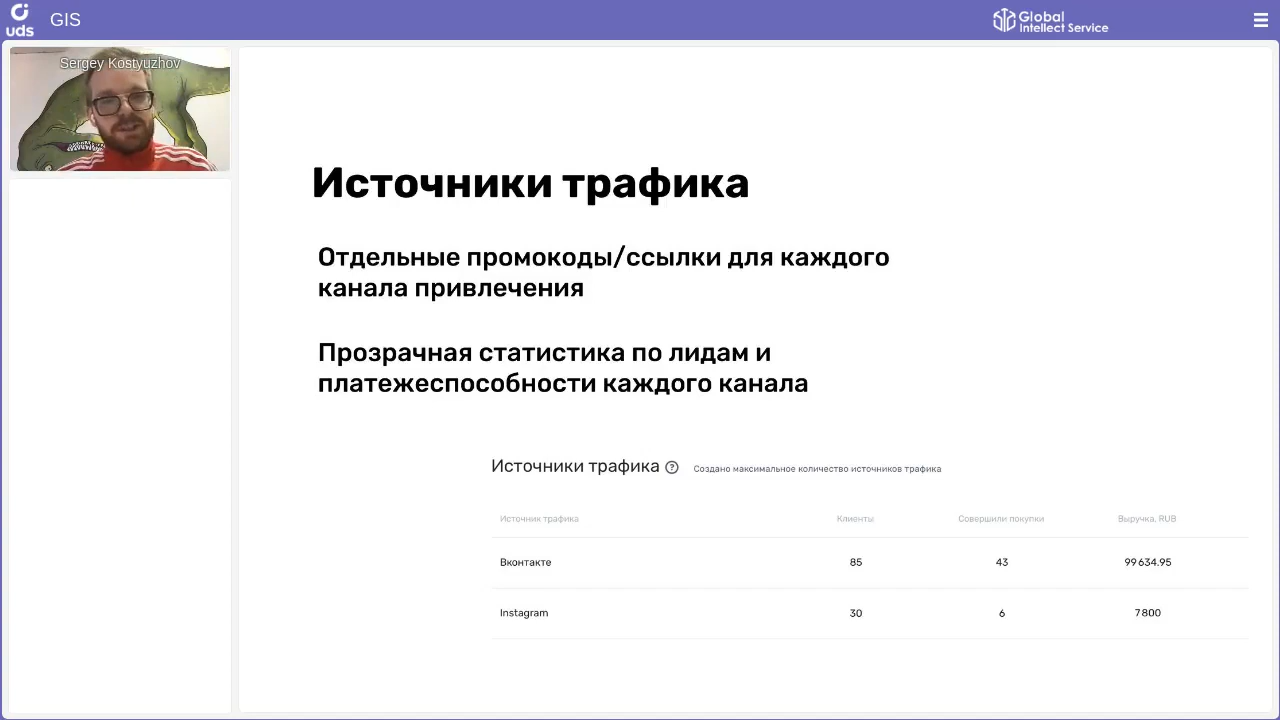 uds
GIS
Global
Intellect Service
Sergey Kostyuzhov
Источники трафика
Отдельные промокоды/ссылки для каждого
канала привлечения
Прозрачная статистика по лидам и
платежеспособности каждого канала
Источники трафика ? Создано максимальное количество источников трафика
Источник трафика Клиенты Совершили покупки Выручка, RUB
Вконтакте 85 43 99 634.95
Instagram 30 6 7 800